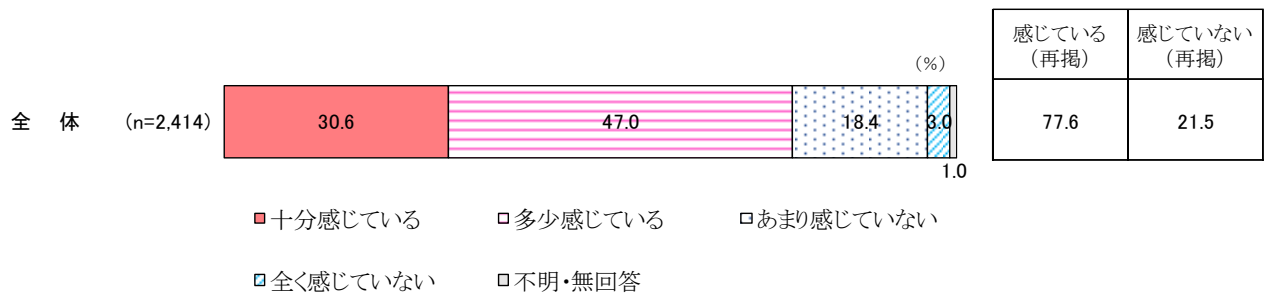 感じている
（再掲）
感じていない
（再掲）
（%）
全 体 (n=2,414) 30.6 47.0 18.4 3.0 77.6 21.5
1.0
十分感じている 多少感じている あまり感じていない
全く感じていない 不明・無回答